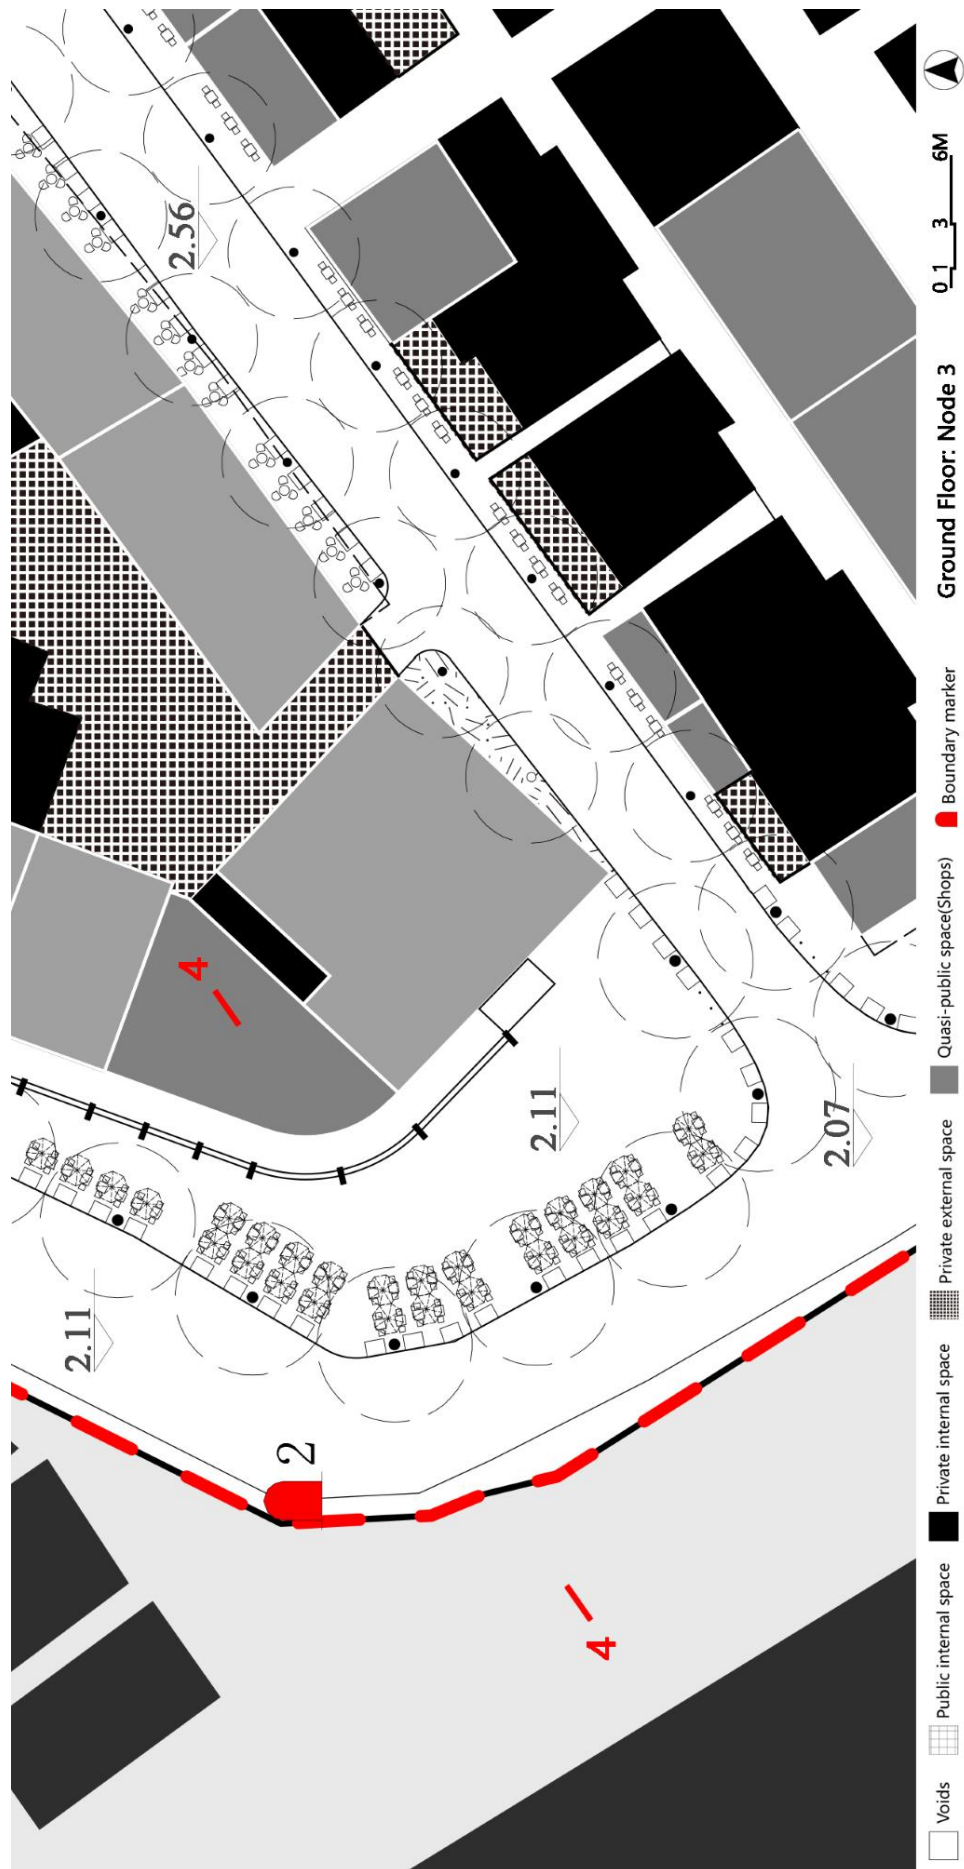 2.56
4
2.11
2.11
2.07
2
4
0 1 3 6M
Ground Floor: Node 3
Voids
Public internal space
Private internal space
Private external space
Quasi-public space(Shops)
Boundary marker